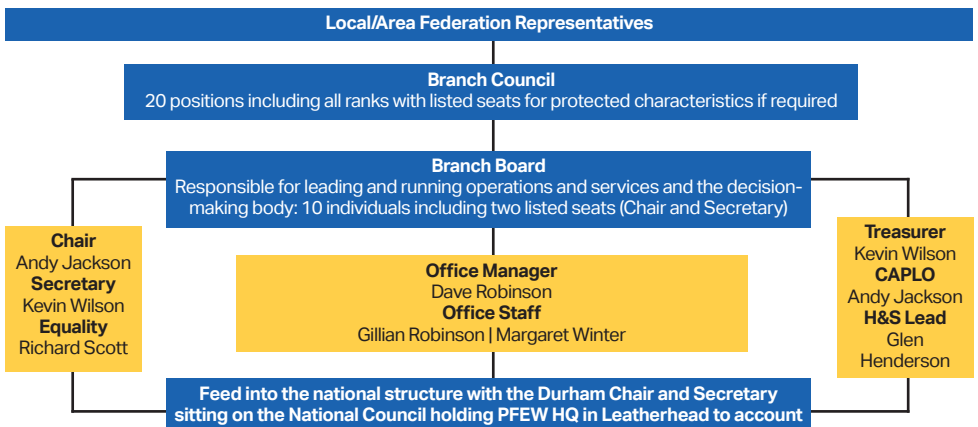 Local/Area Federation Representatives
Branch Council
20 positions including all ranks with listed seats for protected characteristics if required
Branch Board
Responsible for leading and running operations and services and the decision-
making body: 10 individuals including two listed seats (Chair and Secretary)
Chair
Andy Jackson
Secretary
Kevin Wilson
Equality
Richard Scott
Office Manager
Dave Robinson
Office Staff
Gillian Robinson | Margaret Winter
Treasurer
Kevin Wilson
CAPLO
Andy Jackson
H&S Lead
Glen
Henderson
Feed into the national structure with the Durham Chair and Secretary
sitting on the National Council holding PFEW HQ in Leatherhead to account